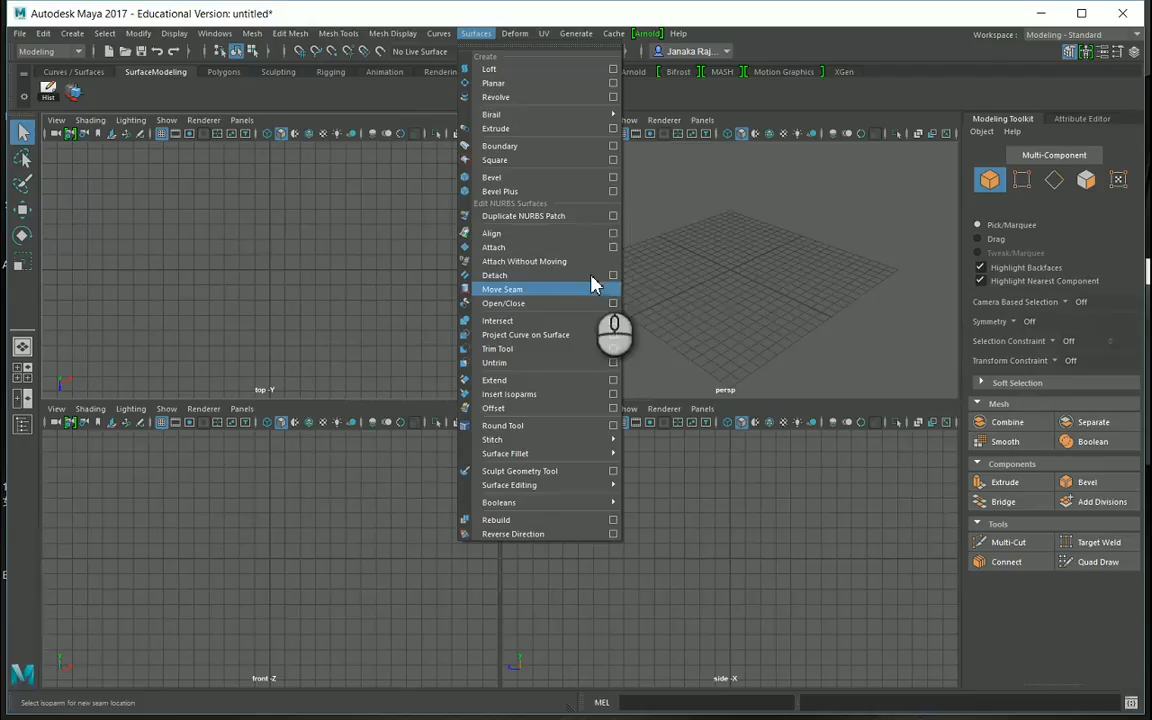 Autodesk Maya 2017 - Educational Version: untitled*
File Edit Create Select Modify Display Windows Mesh Edit Mesh Mesh Tools Mesh Display Curves Surfaces Deform UV Generate Cache [Arnold] Help
Workspace : Modeling - Standard*
Modeling No Live Surface Janaka Raj...
Curves / Surfaces SurfaceModeling Polygons Sculpting Rigging Animation Arnold [ Bifrost ] [ MASH ] [ Motion Graphics ] XGen
Hist
View Shading Lighting Show Renderer Panels
Renderer Panels
Create
Loft
Planar
Revolve
Birail
Extrude
Boundary
Square
Bevel
Bevel Plus
Edit NURBS Surfaces
Duplicate NURBS Patch
Align
Attach
Attach Without Moving
Detach
Move Seam
Open/Close
Intersect
Project Curve on Surface
Trim Tool
Untrim
Extend
Insert Isoparms
Offset
Round Tool
Stitch
Surface Fillet
Sculpt Geometry Tool
Surface Editing
Booleans
Rebuild
Reverse Direction
top -Y
persp
View Shading Lighting Show Renderer Panels
Renderer Panels
front -Z
side -X
Modeling Toolkit Attribute Editor
Object Help
Multi-Component
Pick/Marquee
Drag
Tweak/Marquee
Highlight Backfaces
Highlight Nearest Component
Camera Based Selection Off
Symmetry Off
Selection Constraint Off
Transform Constraint Off
Soft Selection
Mesh
Combine Separate
Smooth Boolean
Components
Extrude Bevel
Bridge Add Divisions
Tools
Multi-Cut Target Weld
Connect Quad Draw
Select isoparm for new seam location
MEL